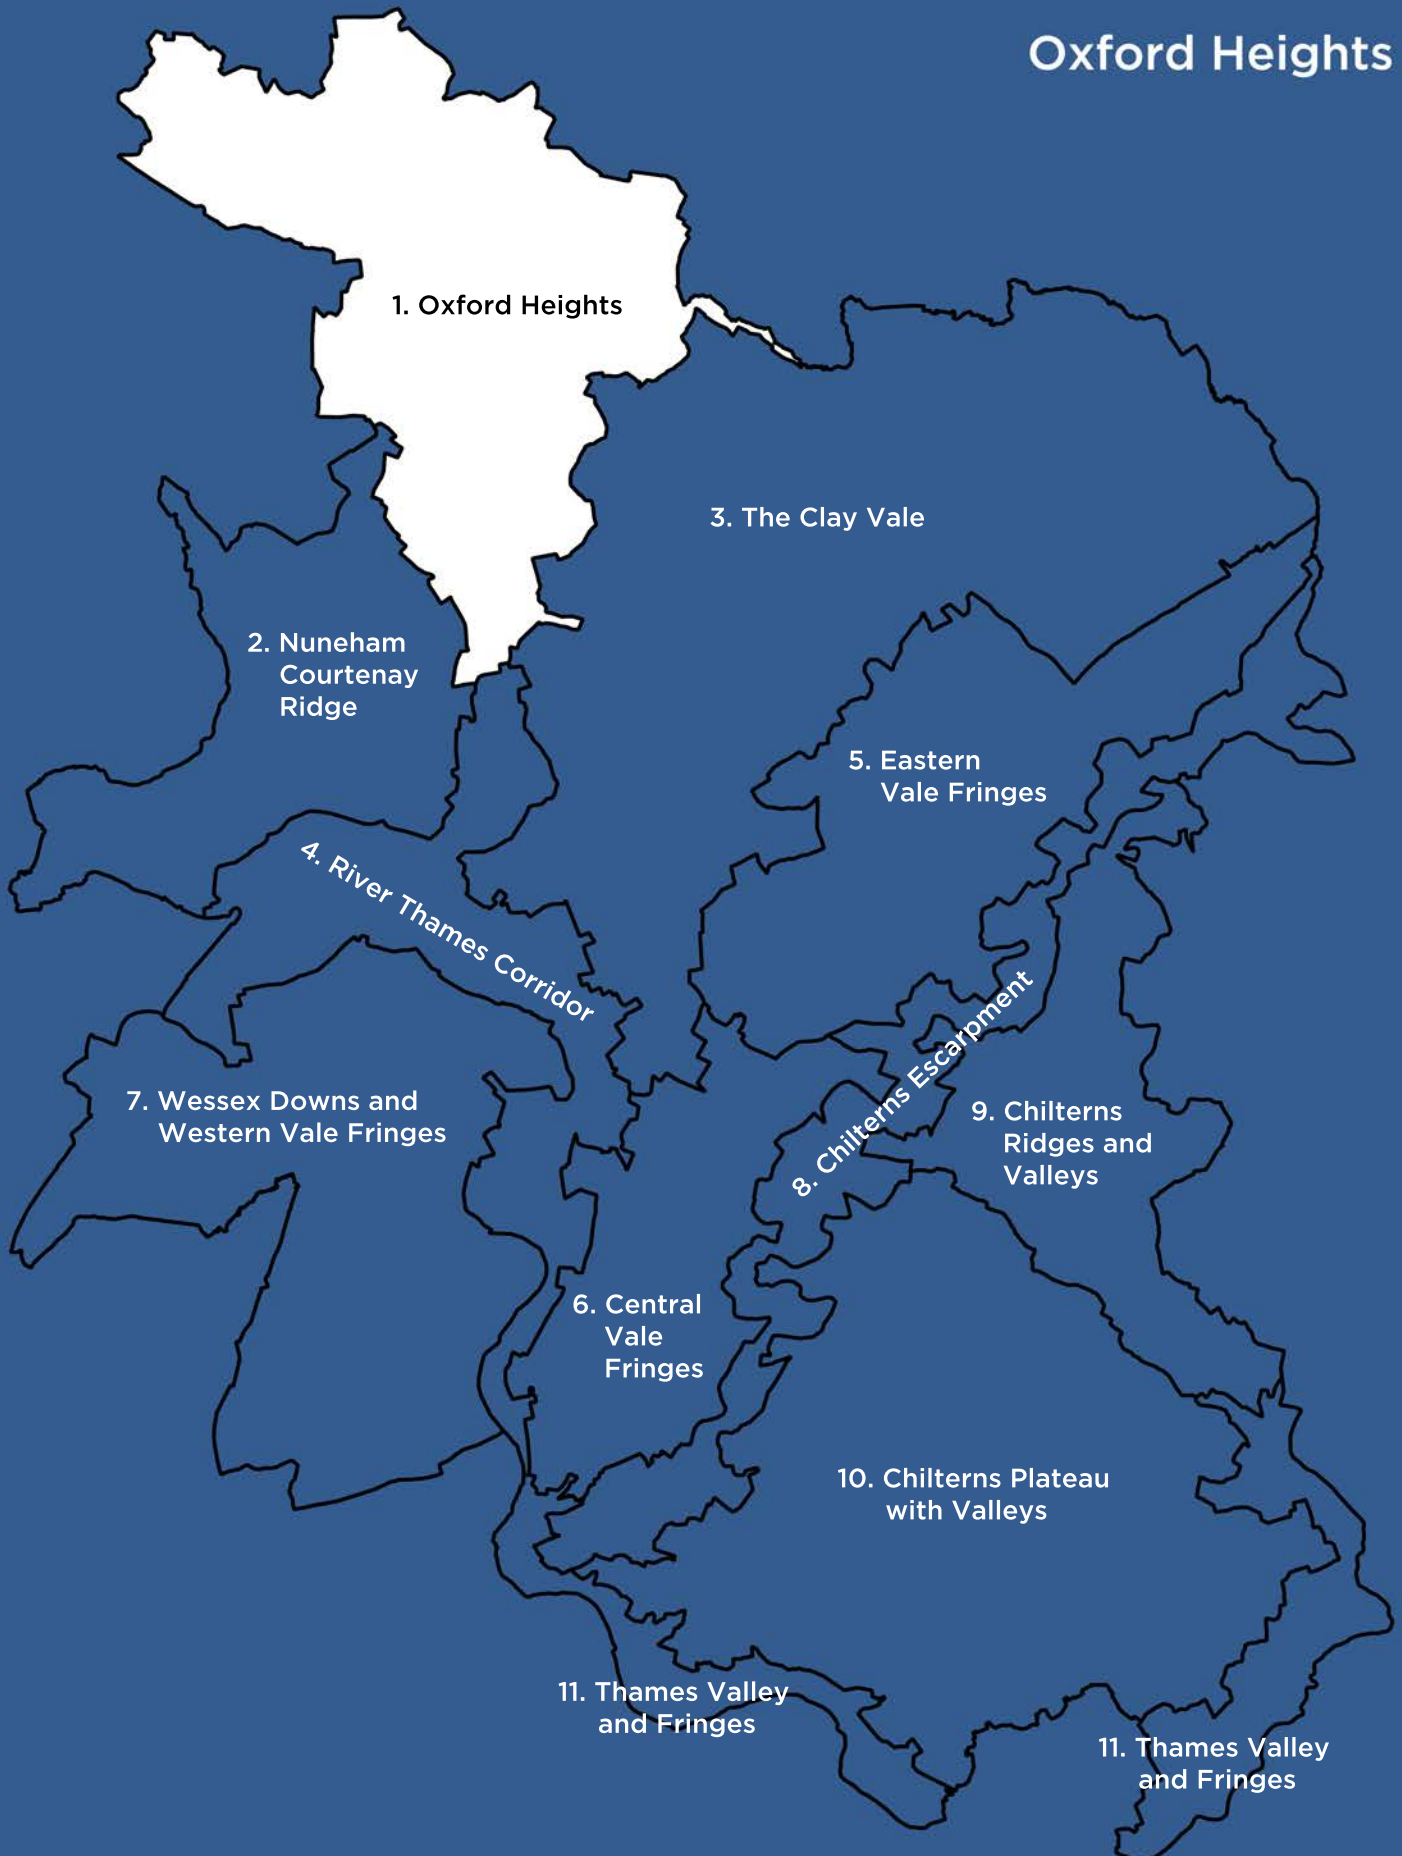 Oxford Heights
1. Oxford Heights
3. The Clay Vale
2. Nuneham
Courtenay
Ridge
5. Eastern
Vale Fringes
4. River Thames Corridor
8. Chilterns Escarpment
7. Wessex Downs and
Western Vale Fringes
9. Chilterns
Ridges and
Valleys
6. Central
Vale
Fringes
10. Chilterns Plateau
with Valleys
11. Thames Valley
and Fringes
11. Thames Valley
and Fringes